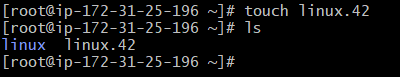 [root@ip-172-31-25-196 ~]# touch linux.42
[root@ip-172-31-25-196 ~]# ls
linux  linux.42
[root@ip-172-31-25-196 ~]#